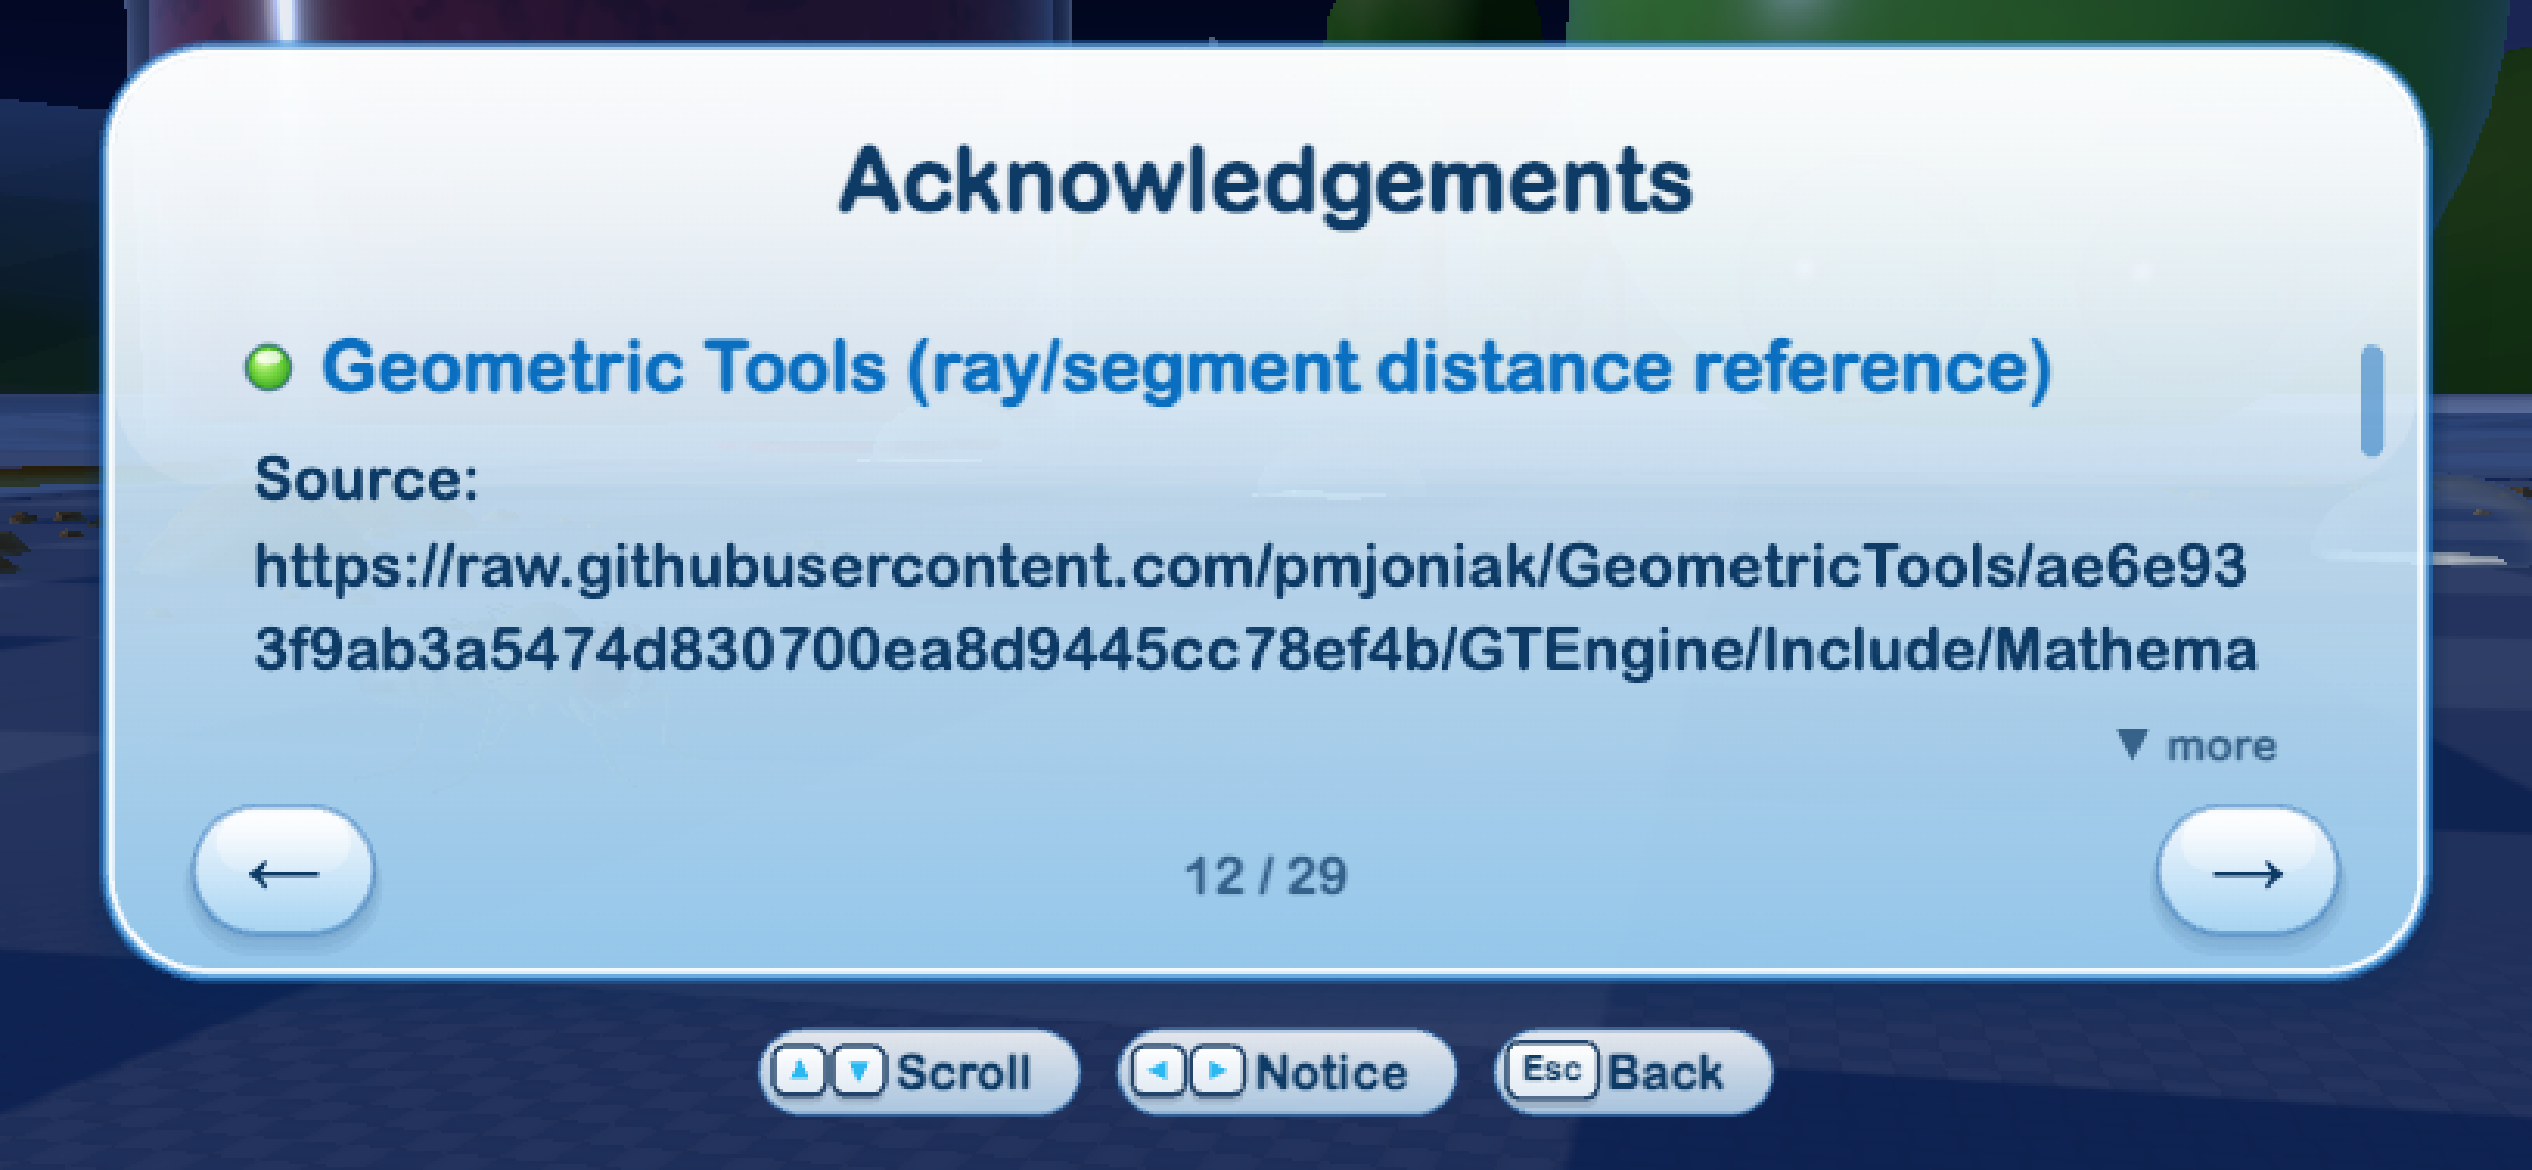 Acknowledgements
Geometric Tools (ray/segment distance reference)
Source:
https://raw.githubusercontent.com/pmjoniak/GeometricTools/ae6e93
3f9ab3a5474d830700ea8d9445cc78ef4b/GTEngine/Include/Mathema
▼ more
← 12 / 29 →
▲ ▼ Scroll ◄ ► Notice Esc Back